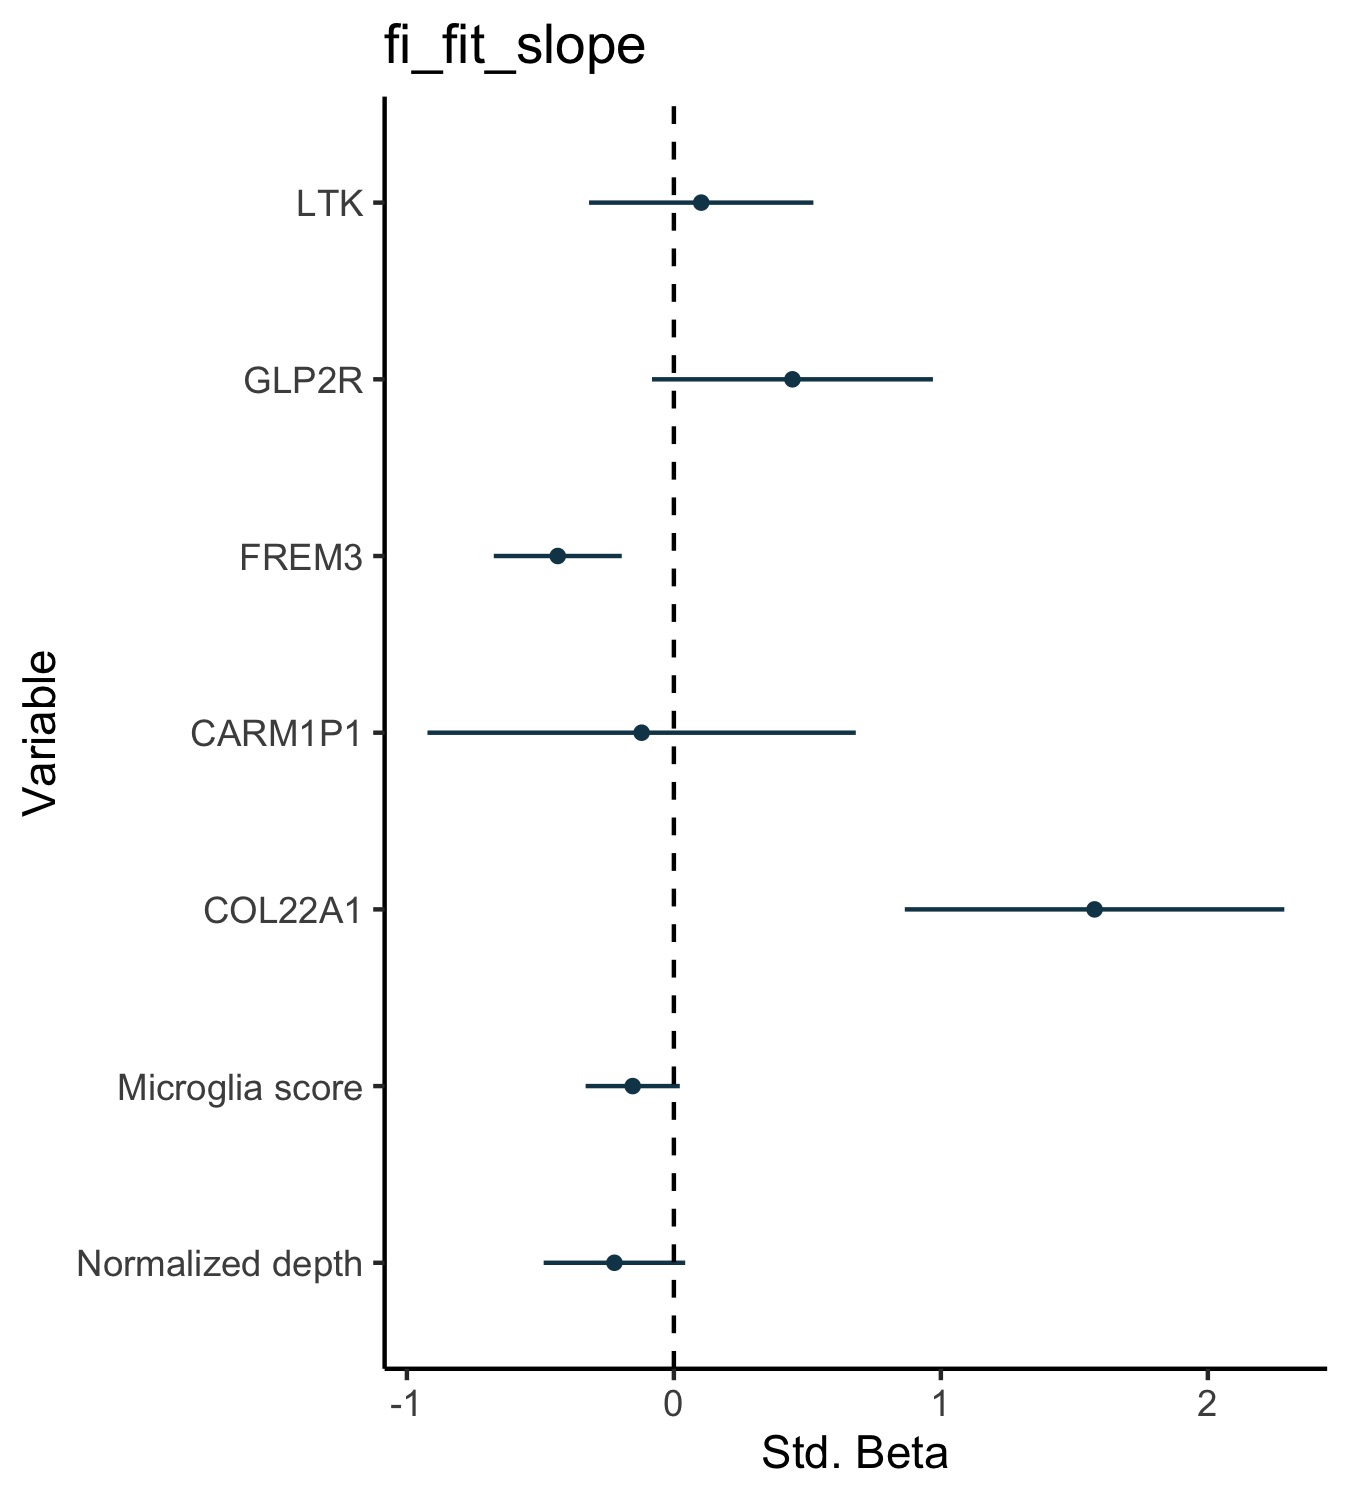 fi_fit_slope
LTK
GLP2R
FREM3
CARM1P1
COL22A1
Microglia score
Normalized depth
Variable
-1 0 1 2
Std. Beta